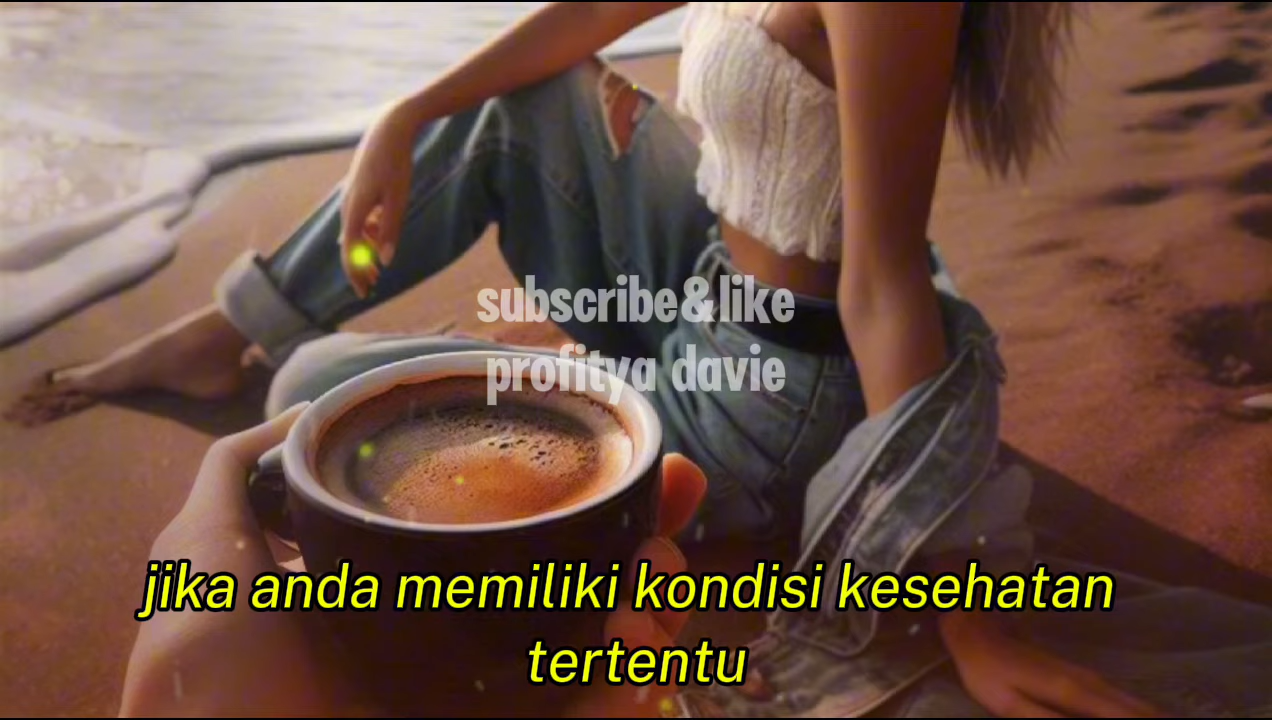 subscribe&like
profitya davie
jika anda memiliki kondisi kesehatan
tertentu